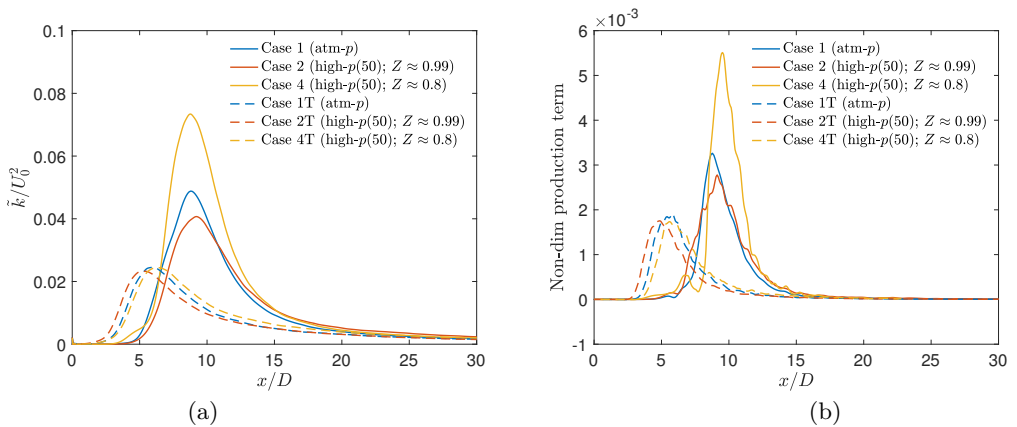 0.1
0.08
0.06
0.04
0.02
0
k̃/U₀²
0 5 10 15 20 25 30
x/D
Case 1 (atm-p)
Case 2 (high-p(50); Z ≈ 0.99)
Case 4 (high-p(50); Z ≈ 0.8)
Case 1T (atm-p)
Case 2T (high-p(50); Z ≈ 0.99)
Case 4T (high-p(50); Z ≈ 0.8)
(a)
×10⁻³
6
5
4
3
2
1
0
-1
Non-dim production term
0 5 10 15 20 25 30
x/D
Case 1 (atm-p)
Case 2 (high-p(50); Z ≈ 0.99)
Case 4 (high-p(50); Z ≈ 0.8)
Case 1T (atm-p)
Case 2T (high-p(50); Z ≈ 0.99)
Case 4T (high-p(50); Z ≈ 0.8)
(b)